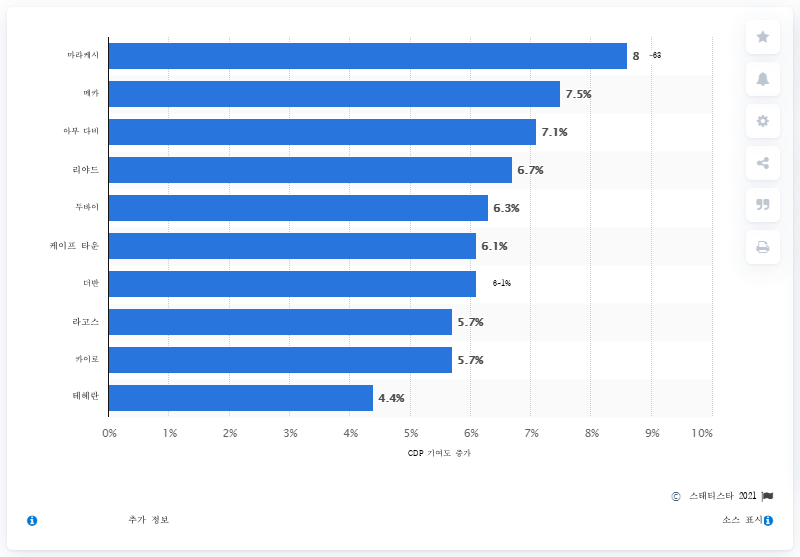 마라케시 8 ~63
메카 7.5%
아부 다비 7.1%
리야드 6.7%
두바이 6.3%
케이프 타운 6.1%
더반 6~1%
라고스 5.7%
카이로 5.7%
테헤란 4.4%
0% 1% 2% 3% 4% 5% 6% 7% 8% 9% 10%
CDP 기여도 증가
© 스태티스타 2021
추가 정보 소스 표시